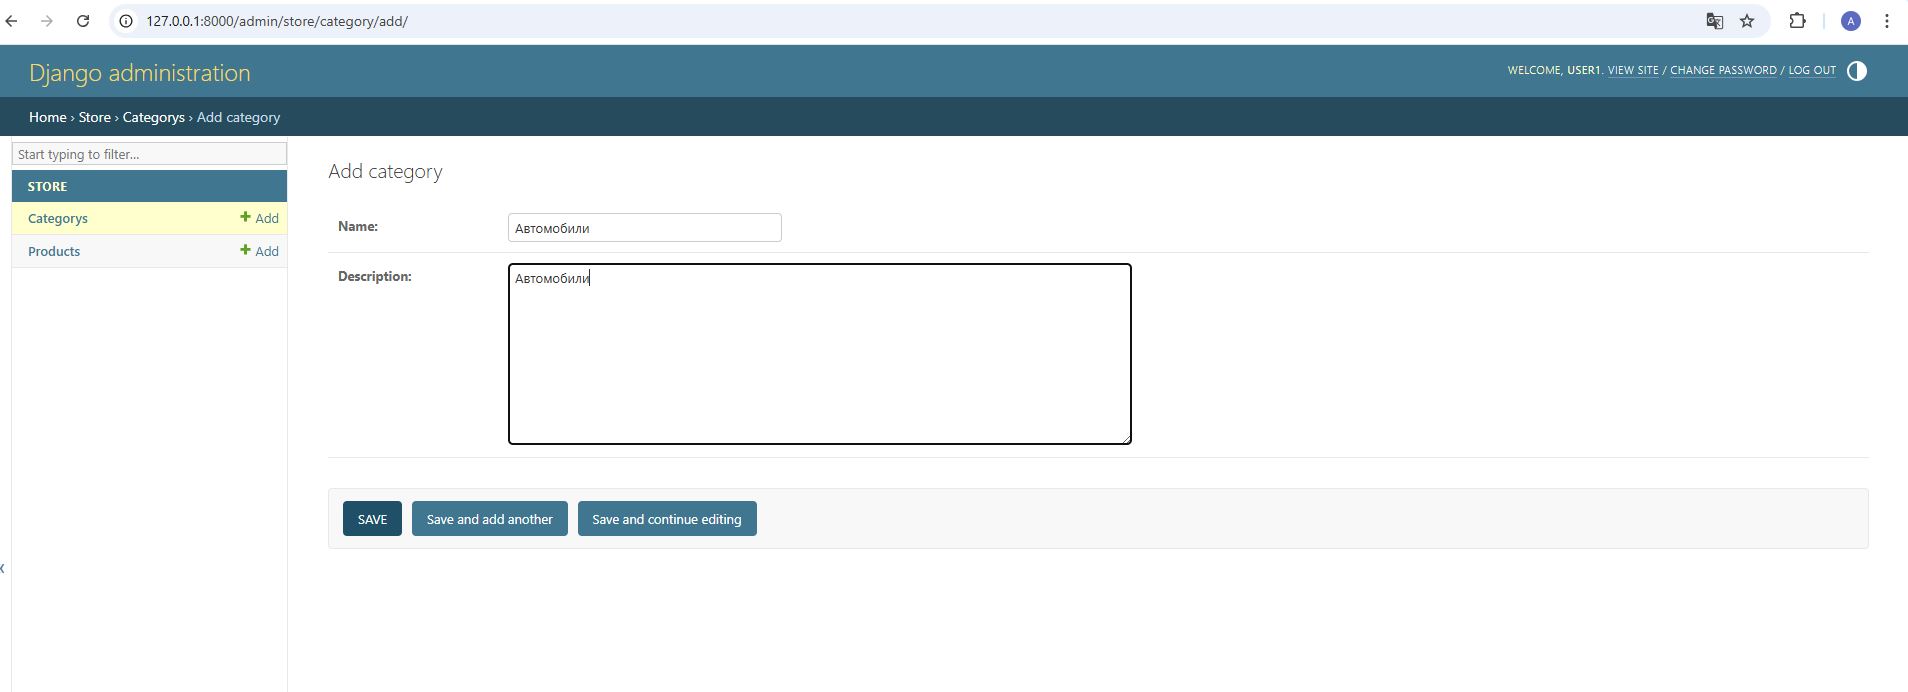 127.0.0.1:8000/admin/store/category/add/
A
Django administration
WELCOME, USER1. VIEW SITE / CHANGE PASSWORD / LOG OUT
Home › Store › Categorys › Add category
Start typing to filter...
STORE
Categorys + Add
Products + Add
Add category
Name: Автомобили
Description: Автомобили
SAVE Save and add another Save and continue editing